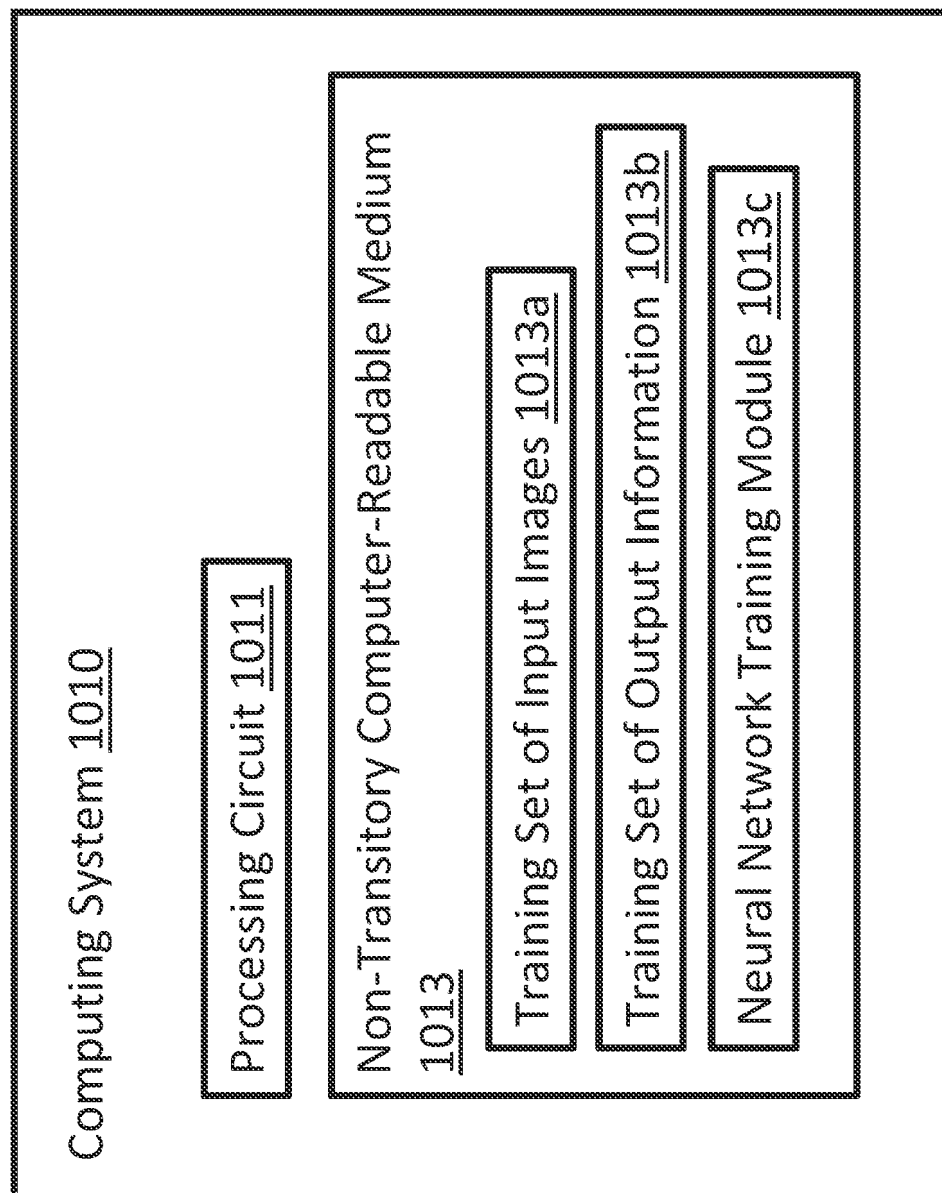 Computing System 1010
Processing Circuit 1011
Non-Transitory Computer-Readable Medium
1013
Training Set of Input Images 1013a
Training Set of Output Information 1013b
Neural Network Training Module 1013c